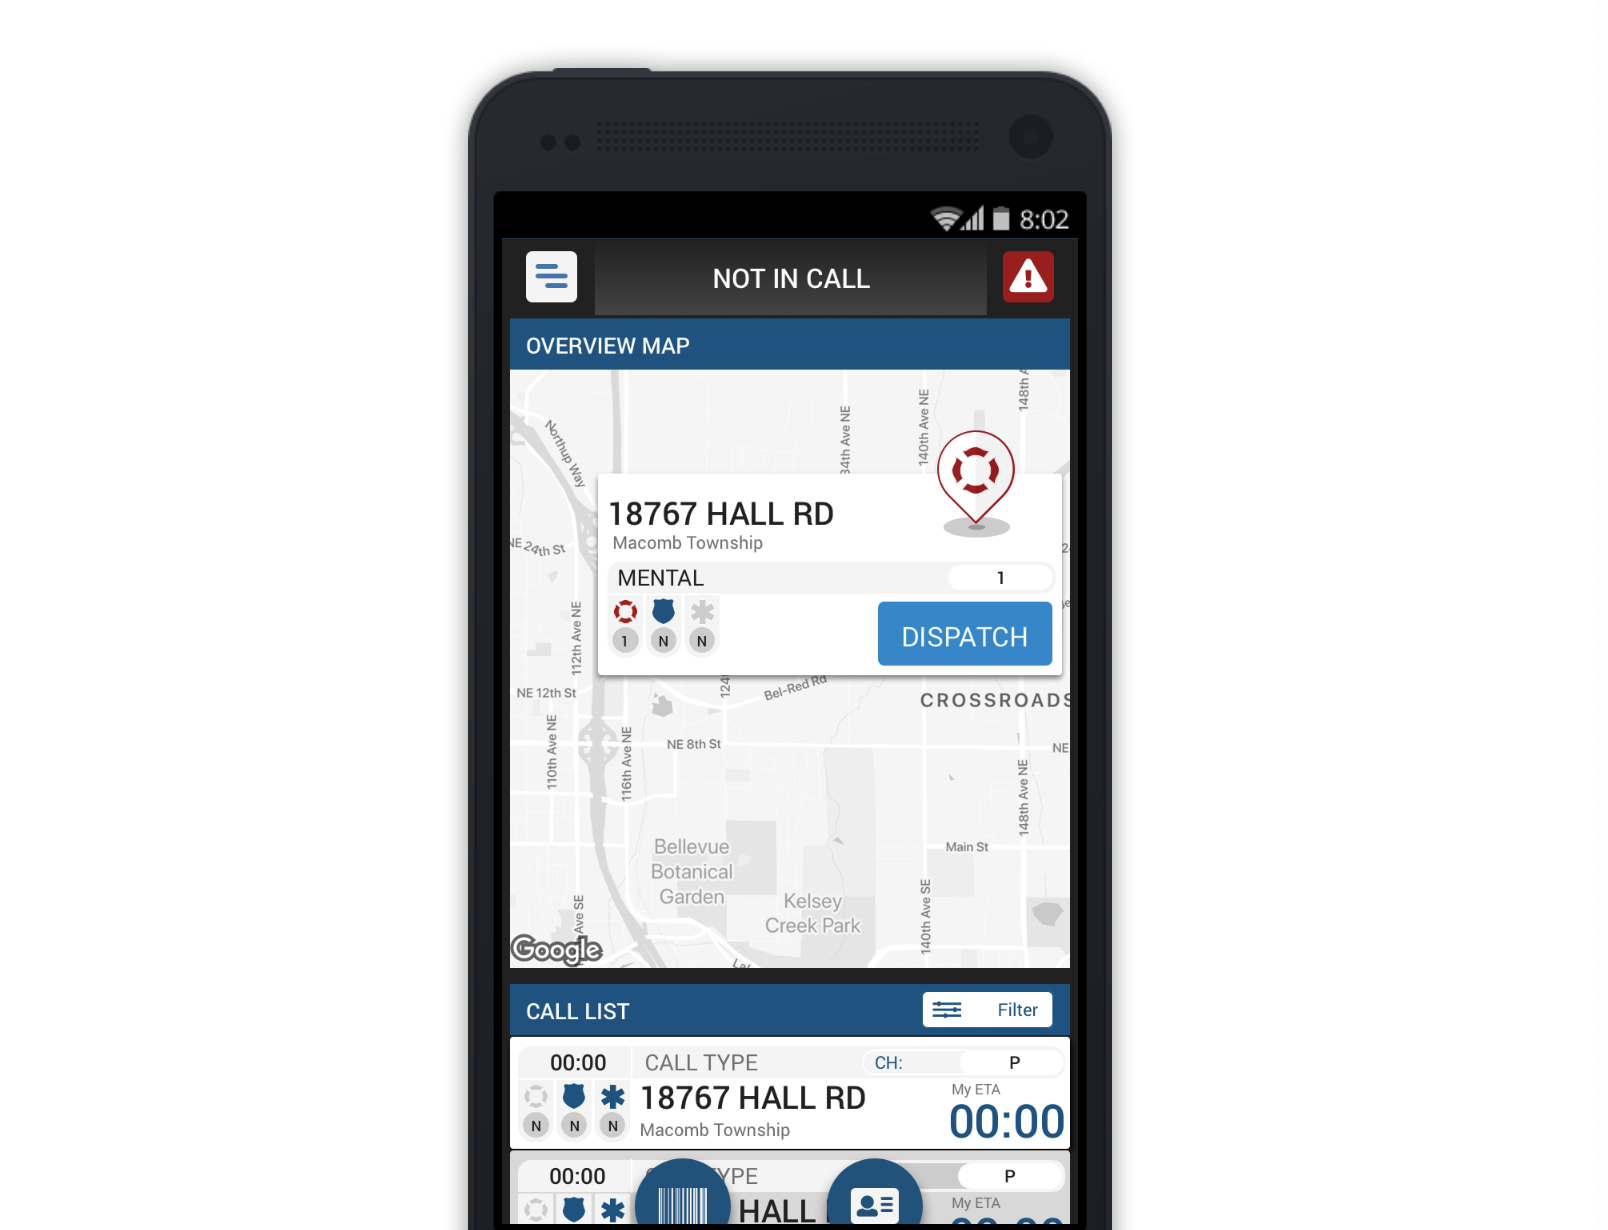 8:02
NOT IN CALL
OVERVIEW MAP
148th A
140th Ave NE
34th Ave NE
Northup Way
18767 HALL RD
Macomb Township
NE 24th St
MENTAL 1
1 N N
DISPATCH
112th Ave NE
124
Bel-Red Rd
NE 12th St
CROSSROADS
110th Ave NE
116th Ave NE
NE 8th St
NE
148th Ave NE
Bellevue
Botanical
Garden
Main St
Kelsey
Creek Park
140th Ave SE
Ave SE
Google
CALL LIST
Filter
00:00 CALL TYPE CH: P
18767 HALL RD
My ETA
00:00
N N N
Macomb Township
00:00 YPE P
HALL
My ETA